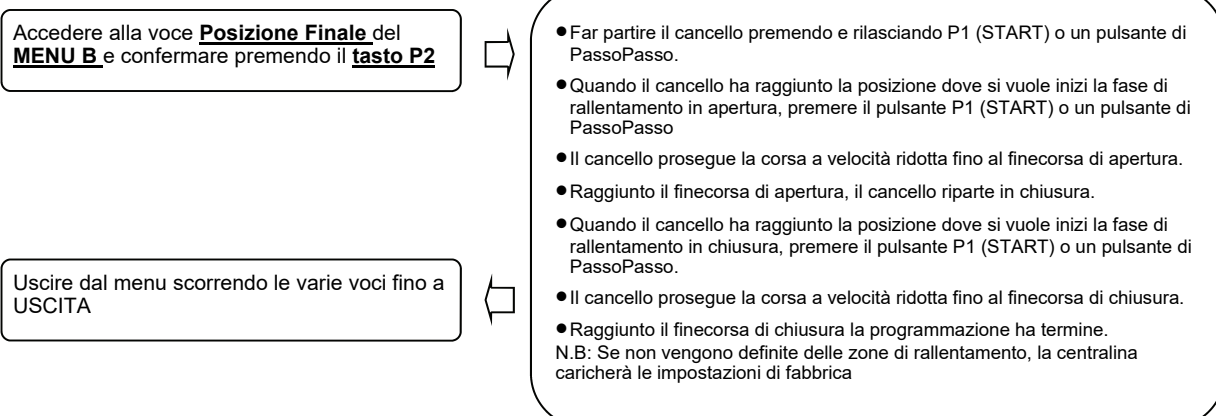 Accedere alla voce Posizione Finale del
MENU B e confermare premendo il tasto P2
●Far partire il cancello premendo e rilasciando P1 (START) o un pulsante di
PassoPasso.
●Quando il cancello ha raggiunto la posizione dove si vuole inizi la fase di
rallentamento in apertura, premere il pulsante P1 (START) o un pulsante di
PassoPasso
●Il cancello prosegue la corsa a velocità ridotta fino al finecorsa di apertura.
●Raggiunto il finecorsa di apertura, il cancello riparte in chiusura.
●Quando il cancello ha raggiunto la posizione dove si vuole inizi la fase di
rallentamento in chiusura, premere il pulsante P1 (START) o un pulsante di
PassoPasso.
●Il cancello prosegue la corsa a velocità ridotta fino al finecorsa di chiusura.
●Raggiunto il finecorsa di chiusura la programmazione ha termine.
N.B: Se non vengono definite delle zone di rallentamento, la centralina
caricherà le impostazioni di fabbrica
Uscire dal menu scorrendo le varie voci fino a
USCITA